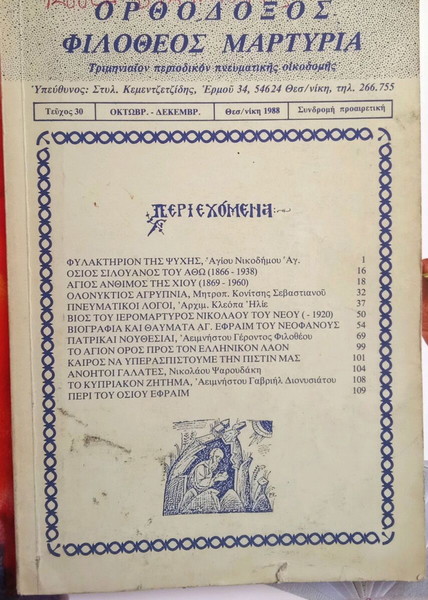 ΟΡΘΟΔΟΞΟΣ
ΦΙΛΟΘΕΟΣ ΜΑΡΤΥΡΙΑ
Τριμηνιαῖον περιοδικόν πνευματικῆς οἰκοδομῆς
Ὑπεύθυνος: Στυλ. Κεμεντζετζίδης, Ἑρμοῦ 34, 54624 Θεσ/νίκη, τηλ. 266.755
Τεῦχος 30 ΟΚΤΩΒΡ. - ΔΕΚΕΜΒΡ. Θεσ/νίκη 1988 Συνδρομή προαιρετική
ΠΕΡΙΕΧΟΜΕΝΑ
ΦΥΛΑΚΤΗΡΙΟΝ ΤΗΣ ΨΥΧΗΣ, Ἁγίου Νικοδήμου Ἁγ. 1
ΟΣΙΟΣ ΣΙΛΟΥΑΝΟΣ ΤΟΥ ΑΘΩ (1866 - 1938) 16
ΑΓΙΟΣ ΑΝΘΙΜΟΣ ΤΗΣ ΧΙΟΥ (1869 - 1960) 18
ΟΛΟΝΥΚΤΙΟΣ ΑΓΡΥΠΝΙΑ, Μητροπ. Κονίτσης Σεβαστιανοῦ 32
ΠΝΕΥΜΑΤΙΚΟΙ ΛΟΓΟΙ, Ἀρχιμ. Κλεόπα Ἠλίε 37
ΒΙΟΣ ΤΟΥ ΙΕΡΟΜΑΡΤΥΡΟΣ ΝΙΚΟΛΑΟΥ ΤΟΥ ΝΕΟΥ ( - 1920) 50
ΒΙΟΓΡΑΦΙΑ ΚΑΙ ΘΑΥΜΑΤΑ ΑΓ. ΕΦΡΑΙΜ ΤΟΥ ΝΕΟΦΑΝΟΥΣ 54
ΠΑΤΡΙΚΑΙ ΝΟΥΘΕΣΙΑΙ, Ἀειμνήστου Γέροντος Φιλοθέου 69
ΤΟ ΑΓΙΟΝ ΟΡΟΣ ΠΡΟΣ ΤΟΝ ΕΛΛΗΝΙΚΟΝ ΛΑΟΝ 99
ΚΑΙΡΟΣ ΝΑ ΥΠΕΡΑΣΠΙΣΤΟΥΜΕ ΤΗΝ ΠΙΣΤΙΝ ΜΑΣ 101
ΑΝΟΗΤΟΙ ΓΑΛΑΤΕΣ, Νικολάου Ψαρουδάκη 104
ΤΟ ΚΥΠΡΙΑΚΟΝ ΖΗΤΗΜΑ, Ἀειμνήστου Γαβριήλ Διονυσιάτου 108
ΠΕΡΙ ΤΟΥ ΟΣΙΟΥ ΕΦΡΑΙΜ 109